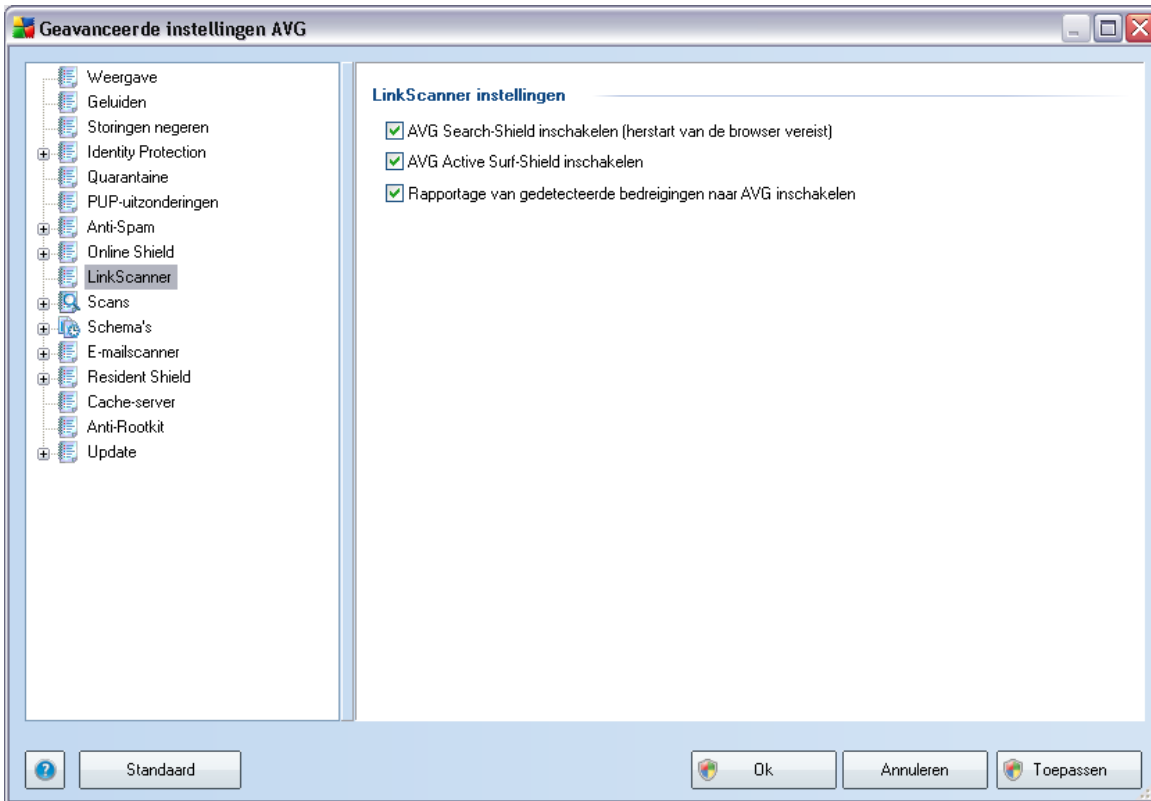 Geavanceerde instellingen AVG
Weergave
Geluiden
Storingen negeren
Identity Protection
Quarantaine
PUP-uitzonderingen
Anti-Spam
Online Shield
LinkScanner
Scans
Schema's
E-mailscanner
Resident Shield
Cache-server
Anti-Rootkit
Update
LinkScanner instellingen
AVG Search-Shield inschakelen (herstart van de browser vereist)
AVG Active Surf-Shield inschakelen
Rapportage van gedetecteerde bedreigingen naar AVG inschakelen
?
Standaard
Ok
Annuleren
Toepassen